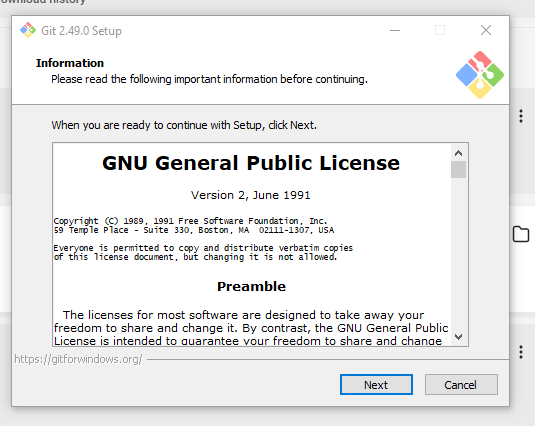 ownload history
Git 2.49.0 Setup
Information
Please read the following important information before continuing.
When you are ready to continue with Setup, click Next.
GNU General Public License
Version 2, June 1991
Copyright (C) 1989, 1991 Free Software Foundation, Inc.
59 Temple Place - Suite 330, Boston, MA  02111-1307, USA
Everyone is permitted to copy and distribute verbatim copies
of this license document, but changing it is not allowed.
Preamble
The licenses for most software are designed to take away your
freedom to share and change it. By contrast, the GNU General Public
License is intended to guarantee your freedom to share and change
https://gitforwindows.org/
Next
Cancel